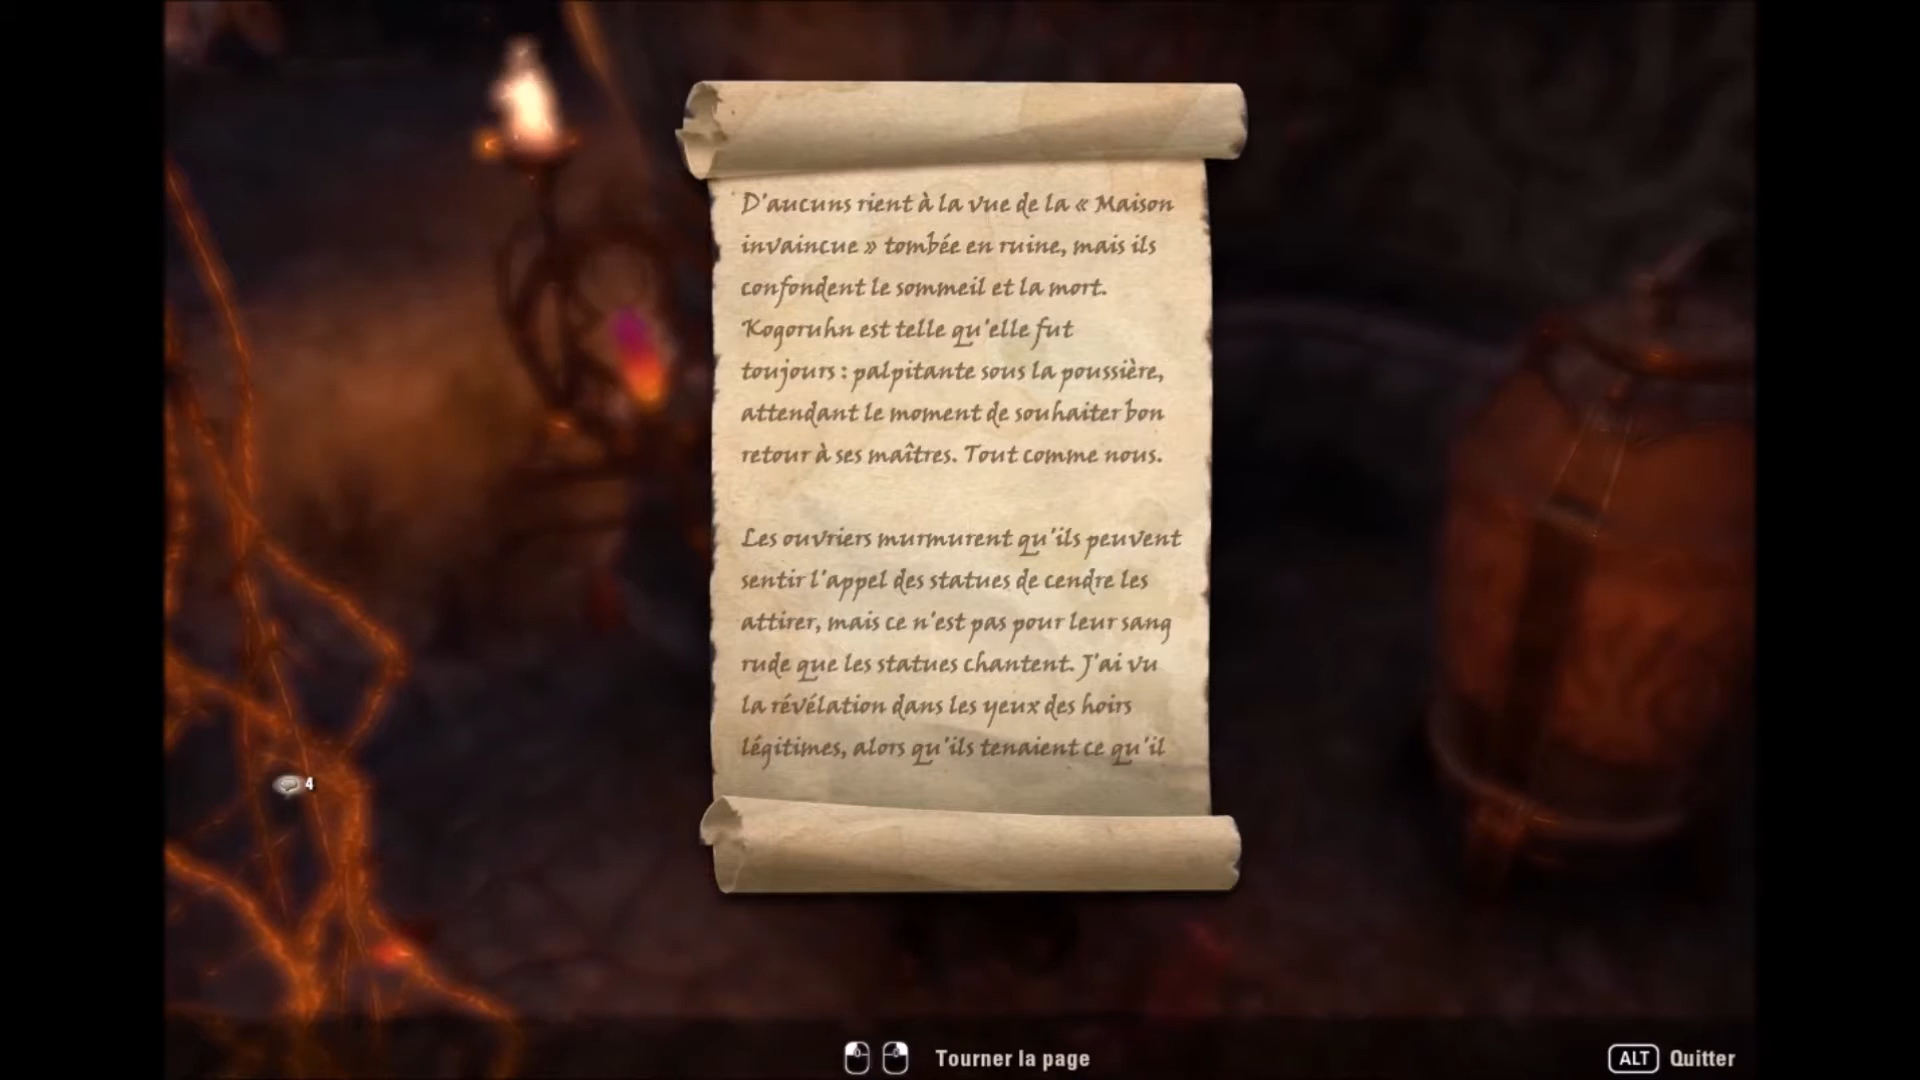 D'aucuns rient à la vue de la « Maison
invaincue » tombée en ruine, mais ils
confondent le sommeil et la mort.
Kogoruhn est telle qu'elle fut
toujours : palpitante sous la poussière,
attendant le moment de souhaiter bon
retour à ses maîtres. Tout comme nous.
Les ouvriers murmurent qu'ils peuvent
sentir l'appel des statues de cendre les
attirer, mais ce n'est pas pour leur sang
rude que les statues chantent. J'ai vu
la révélation dans les yeux des hoirs
légitimes, alors qu'ils tenaient ce qu'il
4
Tourner la page
ALT Quitter